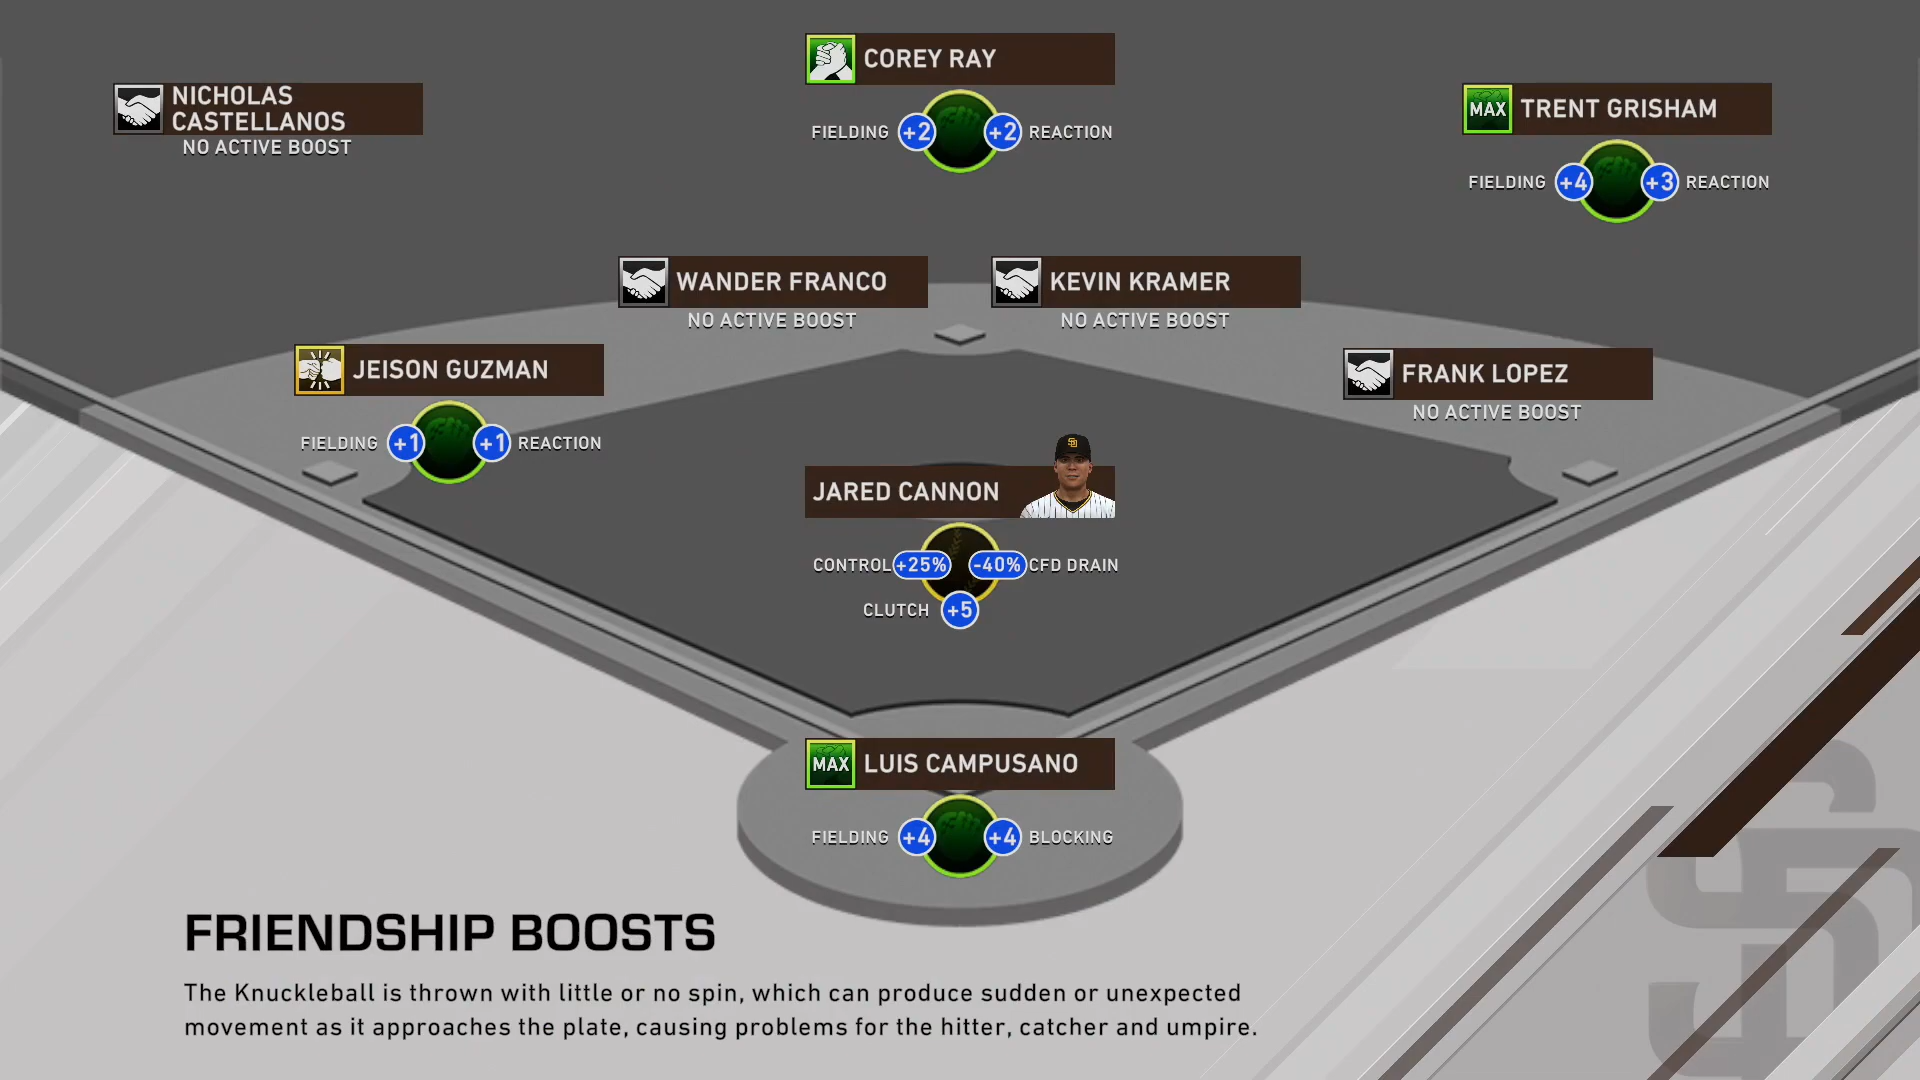 COREY RAY
FIELDING +2 +2 REACTION
NICHOLAS
CASTELLANOS
NO ACTIVE BOOST
MAX TRENT GRISHAM
FIELDING +4 +3 REACTION
WANDER FRANCO
NO ACTIVE BOOST
KEVIN KRAMER
NO ACTIVE BOOST
JEISON GUZMAN
FIELDING +1 +1 REACTION
FRANK LOPEZ
NO ACTIVE BOOST
SD
JARED CANNON
CONTROL +25% -40% CFD DRAIN
CLUTCH +5
MAX LUIS CAMPUSANO
FIELDING +4 +4 BLOCKING
FRIENDSHIP BOOSTS
The Knuckleball is thrown with little or no spin, which can produce sudden or unexpected
movement as it approaches the plate, causing problems for the hitter, catcher and umpire.
SD